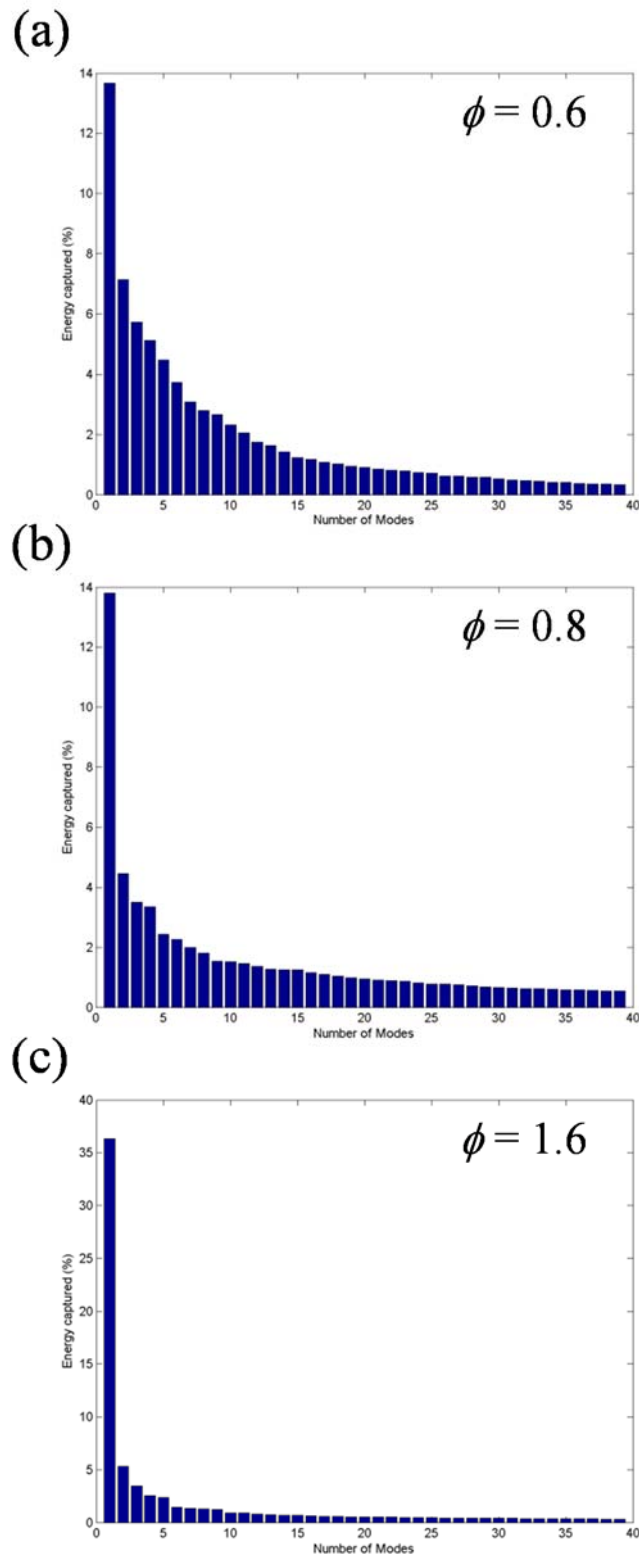 (a)
ϕ = 0.6
14
12
10
8
6
4
2
0
Energy captured (%)
0 5 10 15 20 25 30 35 40
Number of Modes
(b)
ϕ = 0.8
14
12
10
8
6
4
2
0
Energy captured (%)
0 5 10 15 20 25 30 35 40
Number of Modes
(c)
ϕ = 1.6
40
35
30
25
20
15
10
5
0
Energy captured (%)
0 5 10 15 20 25 30 35 40
Number of Modes